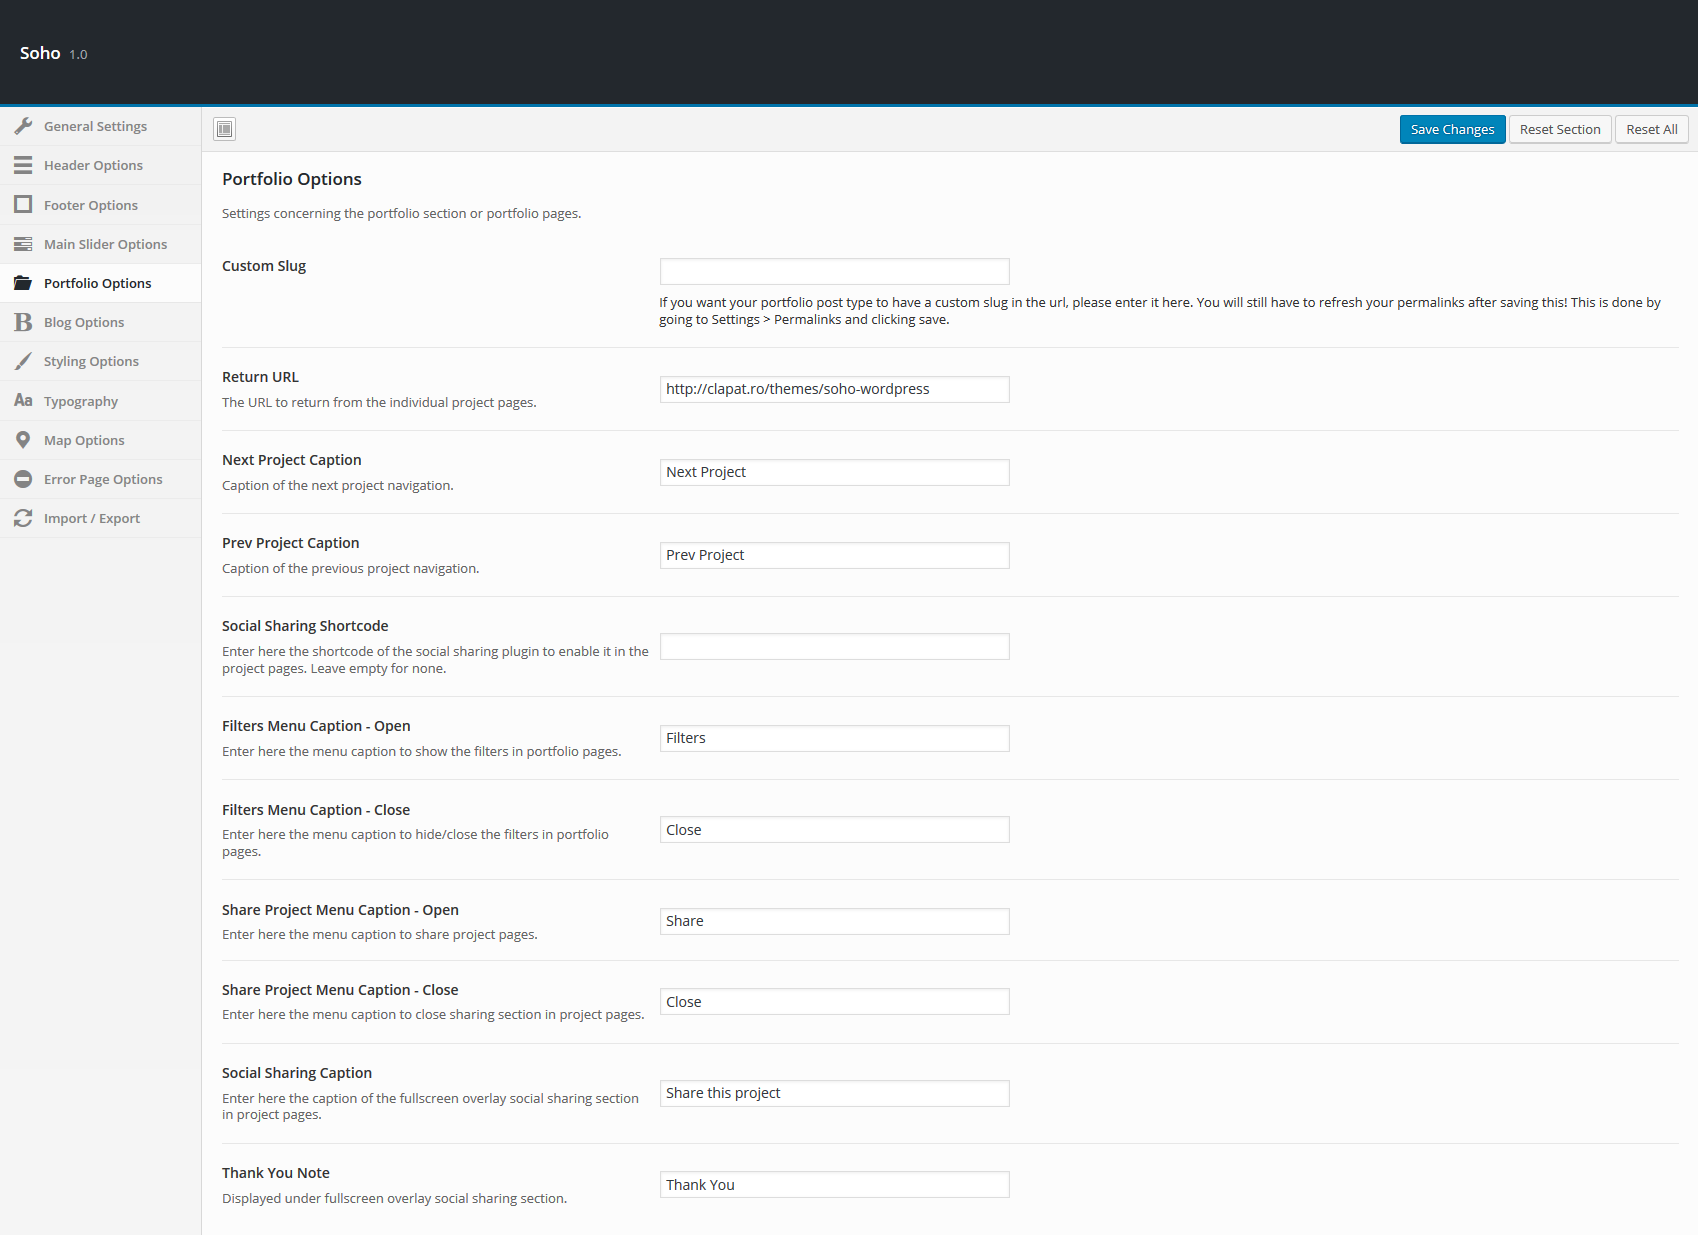 Soho 1.0
General Settings
Header Options
Footer Options
Main Slider Options
Portfolio Options
B Blog Options
Styling Options
Aa Typography
Map Options
Error Page Options
Import / Export
Save Changes
Reset Section
Reset All
Portfolio Options
Settings concerning the portfolio section or portfolio pages.
Custom Slug
If you want your portfolio post type to have a custom slug in the url, please enter it here. You will still have to refresh your permalinks after saving this! This is done by
going to Settings > Permalinks and clicking save.
Return URL
The URL to return from the individual project pages.
http://clapat.ro/themes/soho-wordpress
Next Project Caption
Caption of the next project navigation.
Next Project
Prev Project Caption
Caption of the previous project navigation.
Prev Project
Social Sharing Shortcode
Enter here the shortcode of the social sharing plugin to enable it in the
project pages. Leave empty for none.
Filters Menu Caption - Open
Enter here the menu caption to show the filters in portfolio pages.
Filters
Filters Menu Caption - Close
Enter here the menu caption to hide/close the filters in portfolio
pages.
Close
Share Project Menu Caption - Open
Enter here the menu caption to share project pages.
Share
Share Project Menu Caption - Close
Enter here the menu caption to close sharing section in project pages.
Close
Social Sharing Caption
Enter here the caption of the fullscreen overlay social sharing section
in project pages.
Share this project
Thank You Note
Displayed under fullscreen overlay social sharing section.
Thank You